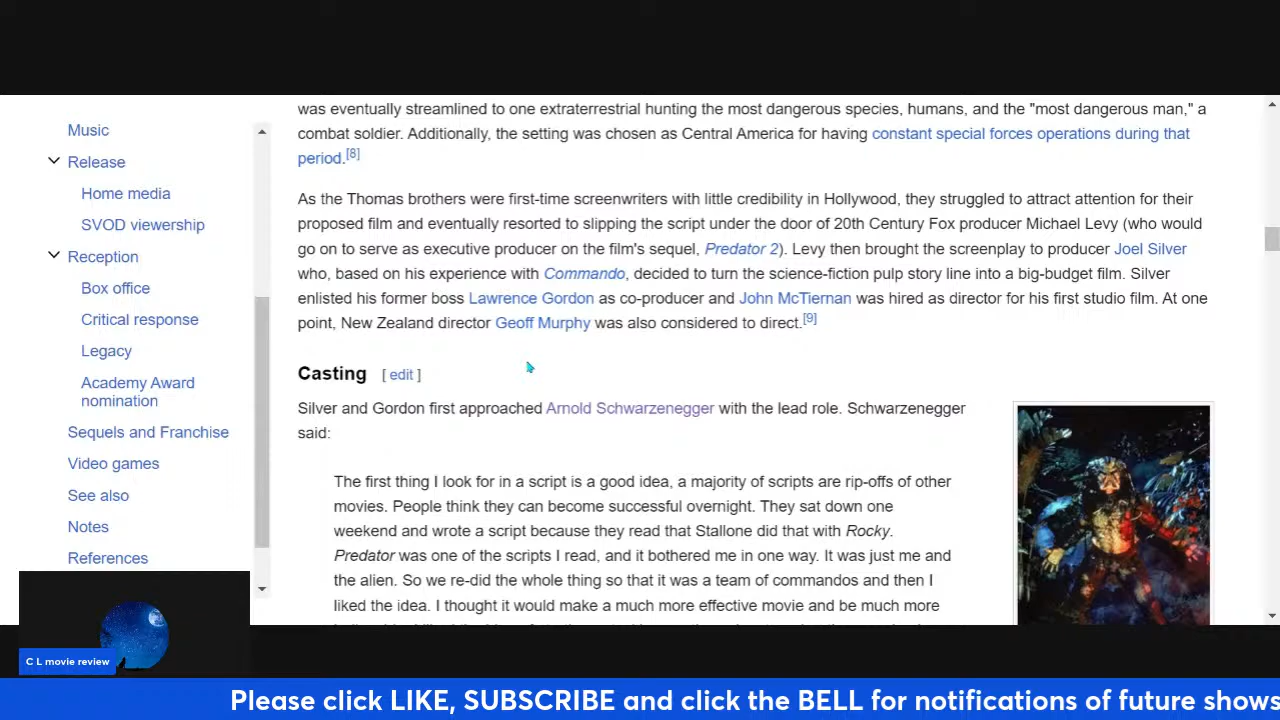 Music
Release
Home media
SVOD viewership
Reception
Box office
Critical response
Legacy
Academy Award
nomination
Sequels and Franchise
Video games
See also
Notes
References
was eventually streamlined to one extraterrestrial hunting the most dangerous species, humans, and the "most dangerous man," a
combat soldier. Additionally, the setting was chosen as Central America for having constant special forces operations during that
period.[8]
As the Thomas brothers were first-time screenwriters with little credibility in Hollywood, they struggled to attract attention for their
proposed film and eventually resorted to slipping the script under the door of 20th Century Fox producer Michael Levy (who would
go on to serve as executive producer on the film's sequel, Predator 2). Levy then brought the screenplay to producer Joel Silver
who, based on his experience with Commando, decided to turn the science-fiction pulp story line into a big-budget film. Silver
enlisted his former boss Lawrence Gordon as co-producer and John McTiernan was hired as director for his first studio film. At one
point, New Zealand director Geoff Murphy was also considered to direct.[9]
Casting [ edit ]
Silver and Gordon first approached Arnold Schwarzenegger with the lead role. Schwarzenegger
said:
The first thing I look for in a script is a good idea, a majority of scripts are rip-offs of other
movies. People think they can become successful overnight. They sat down one
weekend and wrote a script because they read that Stallone did that with Rocky.
Predator was one of the scripts I read, and it bothered me in one way. It was just me and
the alien. So we re-did the whole thing so that it was a team of commandos and then I
liked the idea. I thought it would make a much more effective movie and be much more
C L movie review
Please click LIKE, SUBSCRIBE and click the BELL for notifications of future shows